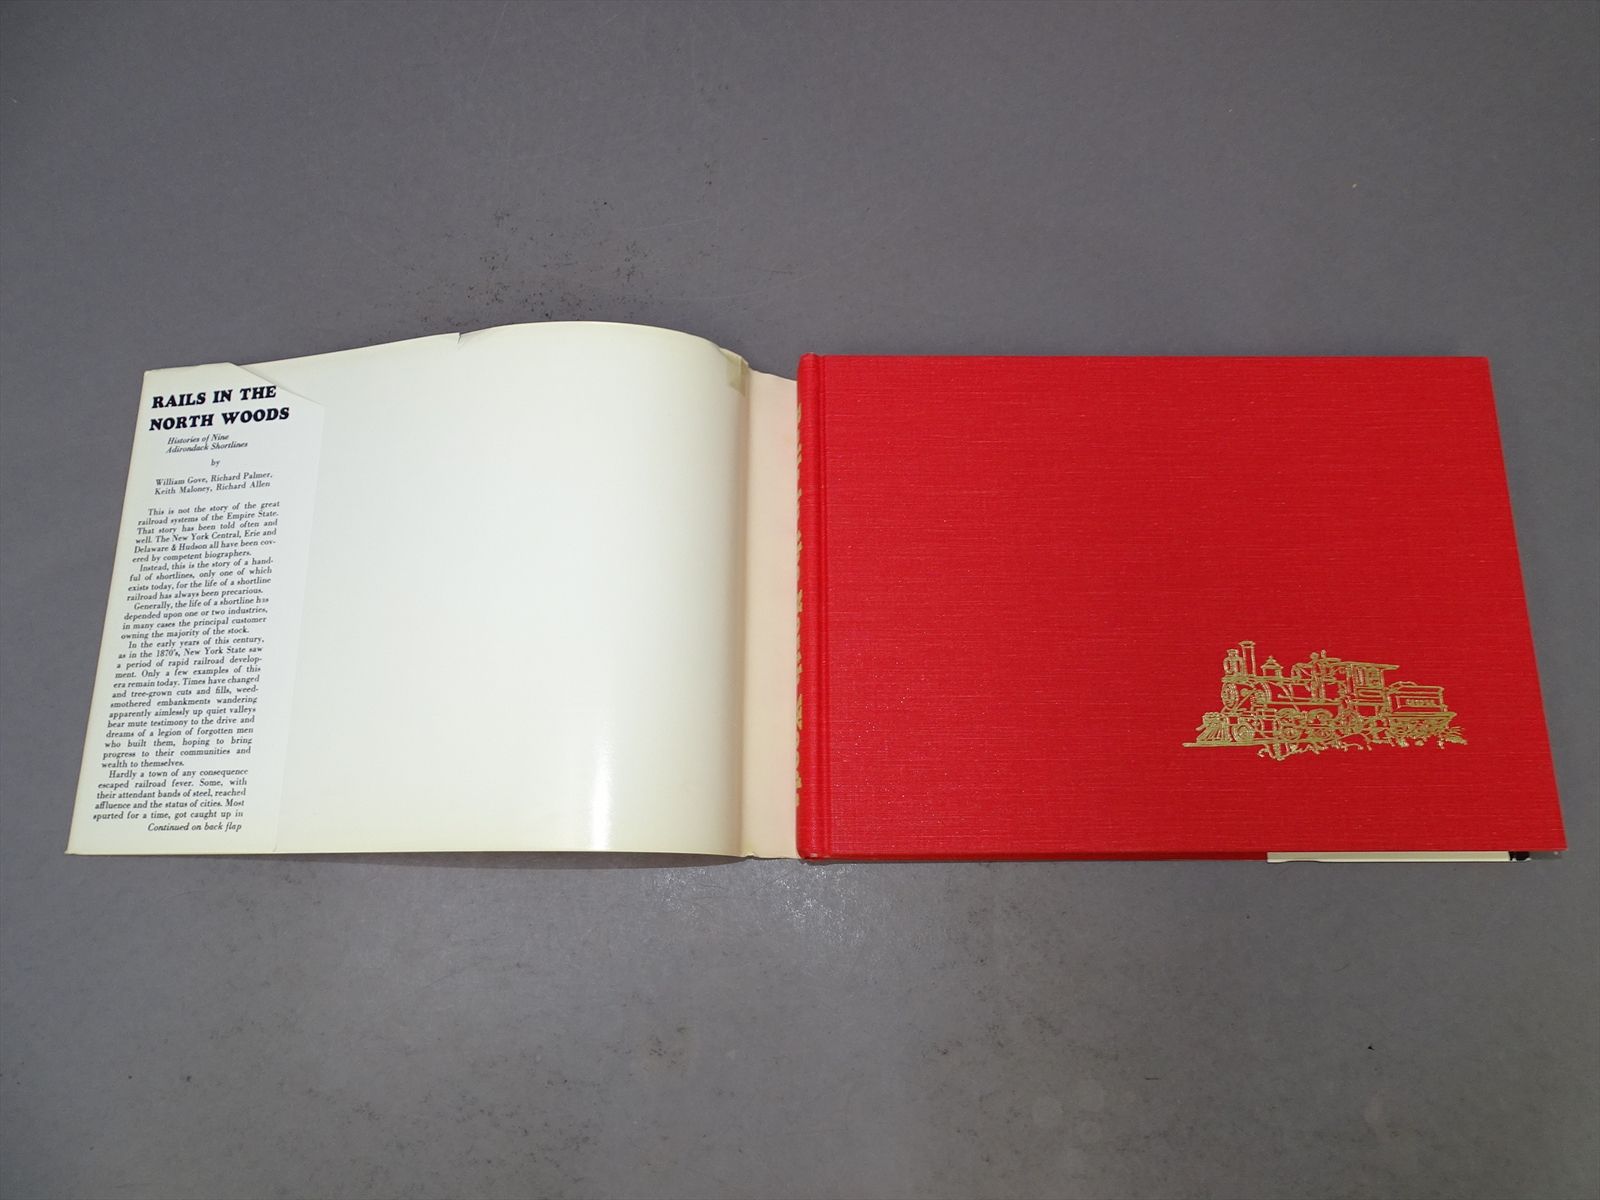 RAILS IN THE
NORTH WOODS
Histories of Nine
Adirondack Shortlines
by
William Gove, Richard Palmer,
Keith Maloney, Richard Allen
This is not the story of the great
railroad systems of the Empire State.
That story has been told often and
well. The New York Central, Erie and
Delaware & Hudson all have been cov-
ered by competent biographers.
Instead, this is the story of a hand-
ful of shortlines, only one of which
exists today, for the life of a shortline
railroad has always been precarious.
Generally, the life of a shortline has
depended upon one or two industries,
in many cases the principal customer
owning the majority of the stock.
In the early years of this century,
as in the 1870's, New York State saw
a period of rapid railroad develop-
ment. Only a few examples of this
era remain today. Times have changed
and tree-grown cuts and fills, weed-
smothered embankments wandering
apparently aimlessly up quiet valleys
bear mute testimony to the drive and
dreams of a legion of forgotten men
who built them, hoping to bring
progress to their communities and
wealth to themselves.
Hardly a town of any consequence
escaped railroad fever. Some, with
their attendant bands of steel, reached
affluence and the status of cities. Most
spurted for a time, got caught up in
Continued on back flap